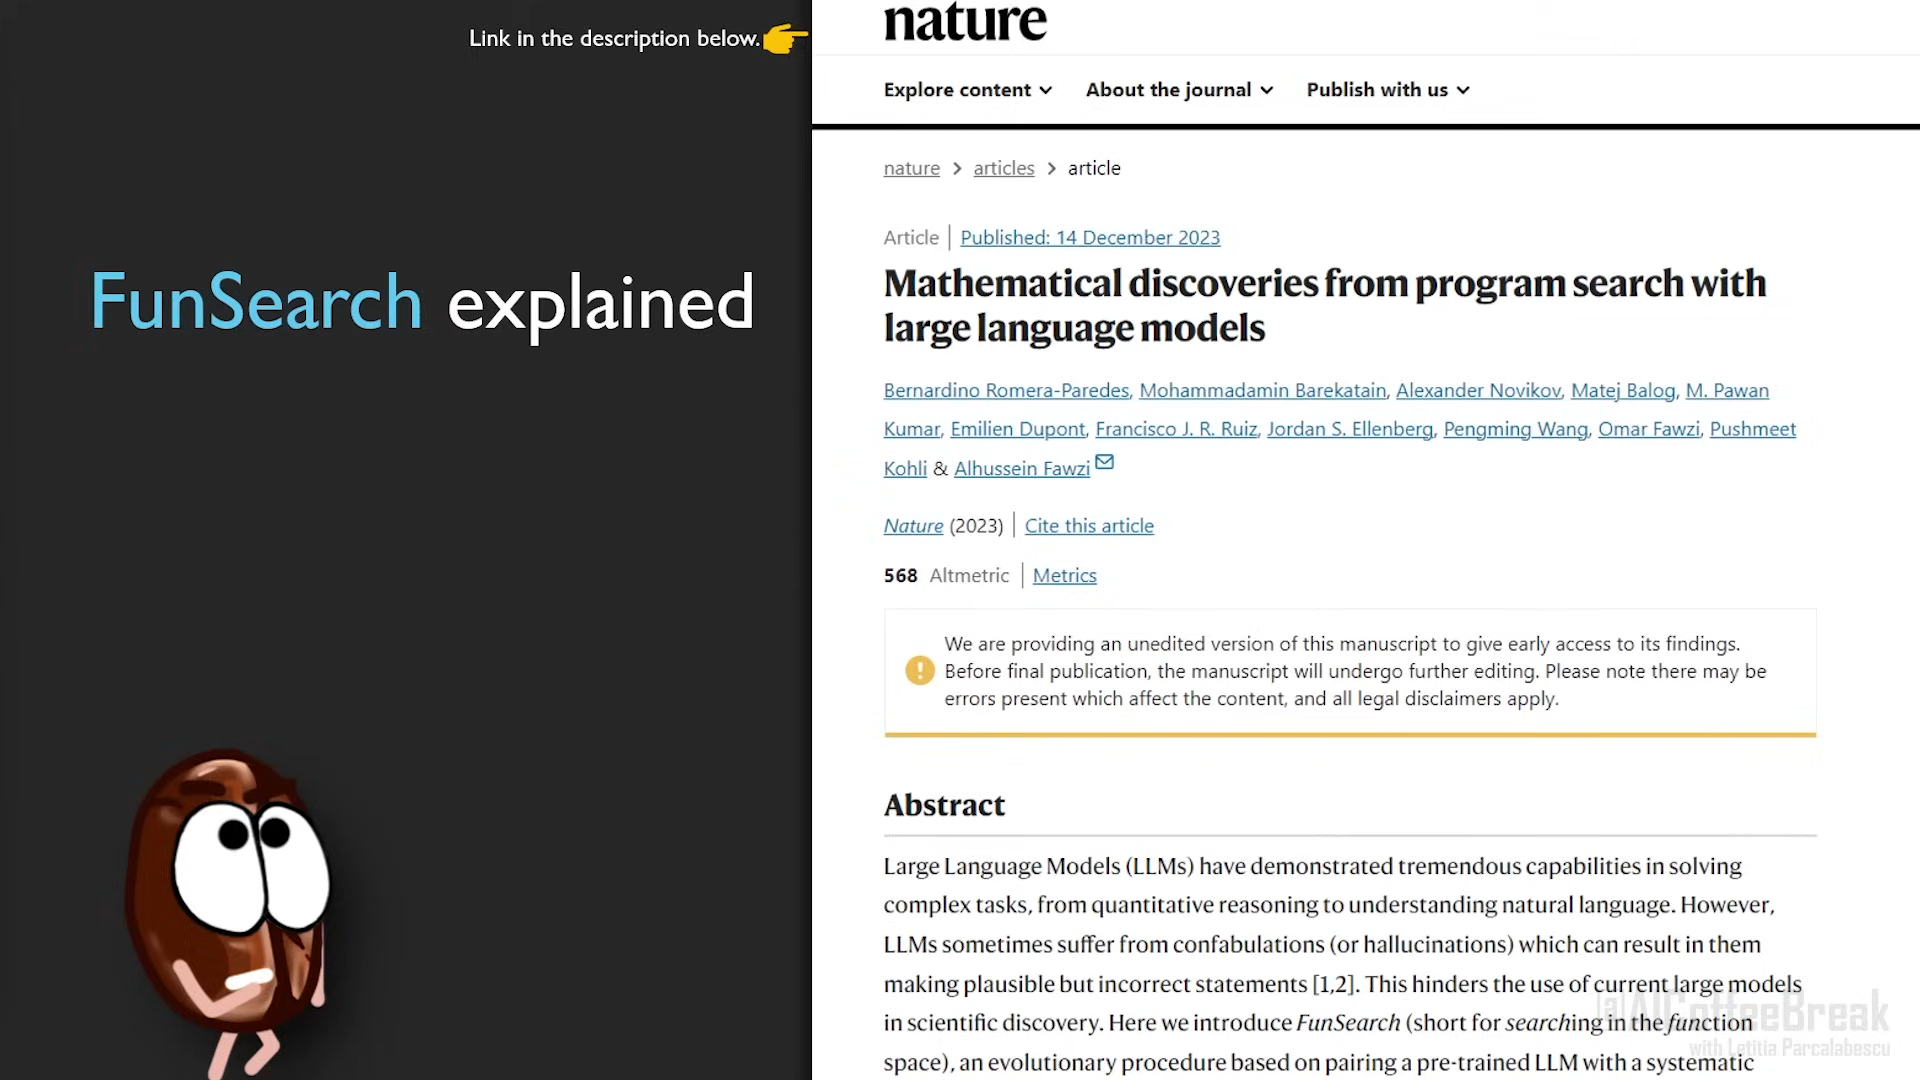 Link in the description below.
FunSearch explained
nature
Explore content
About the journal
Publish with us
nature > articles > article
Article | Published: 14 December 2023
Mathematical discoveries from program search with
large language models
Bernardino Romera-Paredes, Mohammadamin Barekatain, Alexander Novikov, Matej Balog, M. Pawan
Kumar, Emilien Dupont, Francisco J. R. Ruiz, Jordan S. Ellenberg, Pengming Wang, Omar Fawzi, Pushmeet
Kohli & Alhussein Fawzi
Nature (2023) | Cite this article
568 Altmetric | Metrics
We are providing an unedited version of this manuscript to give early access to its findings.
Before final publication, the manuscript will undergo further editing. Please note there may be
errors present which affect the content, and all legal disclaimers apply.
Abstract
Large Language Models (LLMs) have demonstrated tremendous capabilities in solving
complex tasks, from quantitative reasoning to understanding natural language. However,
LLMs sometimes suffer from confabulations (or hallucinations) which can result in them
making plausible but incorrect statements [1,2]. This hinders the use of current large models
in scientific discovery. Here we introduce FunSearch (short for searching in the function
space), an evolutionary procedure based on pairing a pre-trained LLM with a systematic
@AICoffeeBreak
with Letitia Parcalabescu